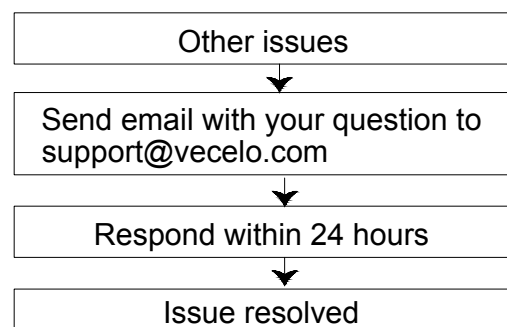 Other issues
Send email with your question to
support@vecelo.com
Respond within 24 hours
Issue resolved